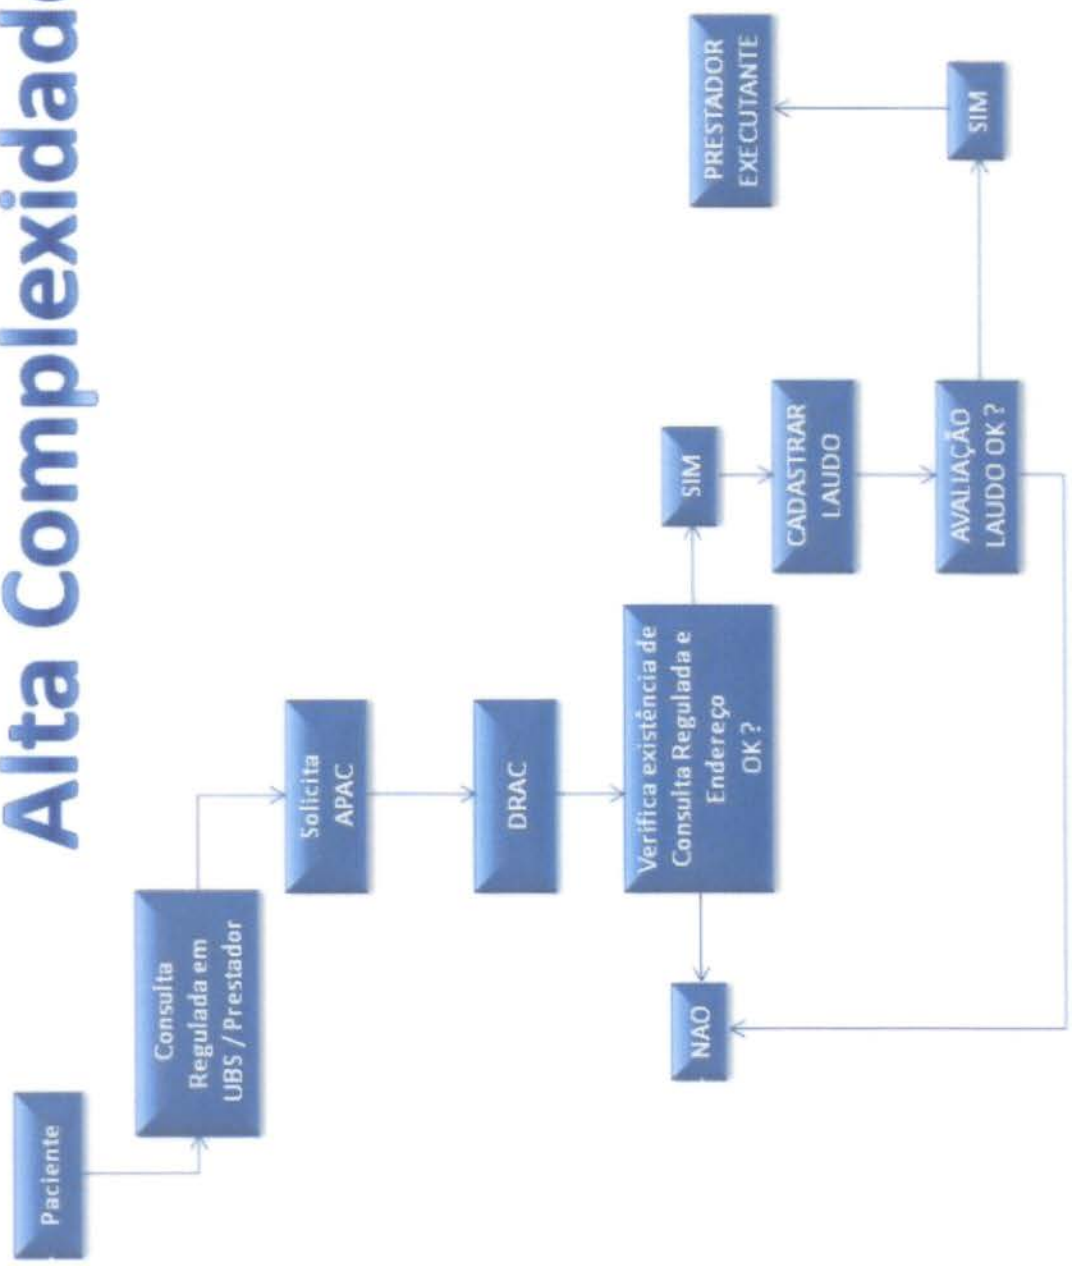 Alta Complexidade
Paciente
Consulta
Regulada em
UBS / Prestador
Solicita
APAC
DRAC
Verifica existência de
Consulta Regulada e
Endereço
OK ?
NAO
SIM
CADASTRAR
LAUDO
AVALIAÇÃO
LAUDO OK ?
SIM
PRESTADOR
EXECUTANTE